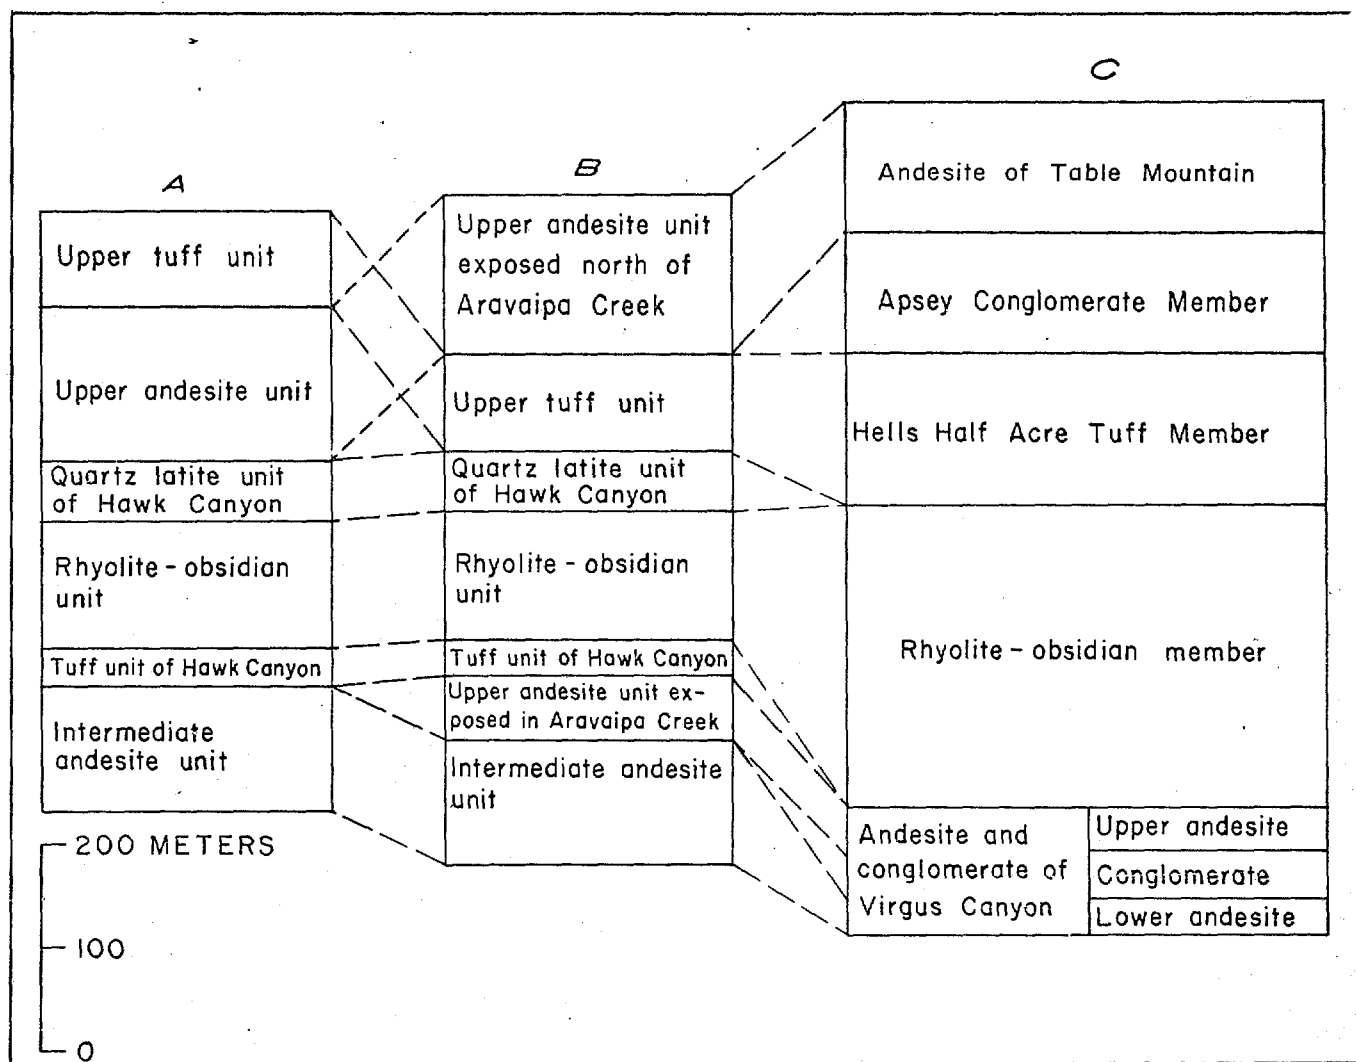 A
Upper tuff unit
Upper andesite unit
Quartz latite unit
of Hawk Canyon
Rhyolite-obsidian
unit
Tuff unit of Hawk Canyon
Intermediate
andesite unit
B
Upper andesite unit
exposed north of
Aravaipa Creek
Upper tuff unit
Quartz latite unit
of Hawk Canyon
Rhyolite-obsidian
unit
Tuff unit of Hawk Canyon
Upper andesite unit ex-
posed in Aravaipa Creek
Intermediate andesite
unit
C
Andesite of Table Mountain
Apsey Conglomerate Member
Hells Half Acre Tuff Member
Rhyolite-obsidian member
Andesite and
conglomerate of
Virgus Canyon
Upper andesite
Conglomerate
Lower andesite
200 METERS
100
0